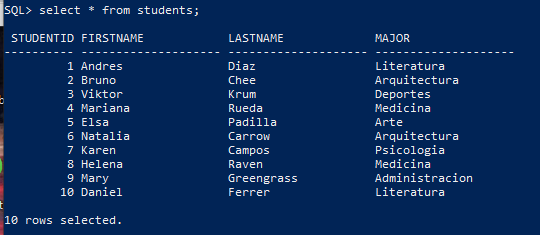 SQL> select * from students;
STUDENTID FIRSTNAME LASTNAME MAJOR
---------- -------------------- -------------------- --------------------
1 Andres Diaz Literatura
2 Bruno Chee Arquitectura
3 Viktor Krum Deportes
4 Mariana Rueda Medicina
5 Elsa Padilla Arte
6 Natalia Carrow Arquitectura
7 Karen Campos Psicologia
8 Helena Raven Medicina
9 Mary Greengrass Administracion
10 Daniel Ferrer Literatura
10 rows selected.